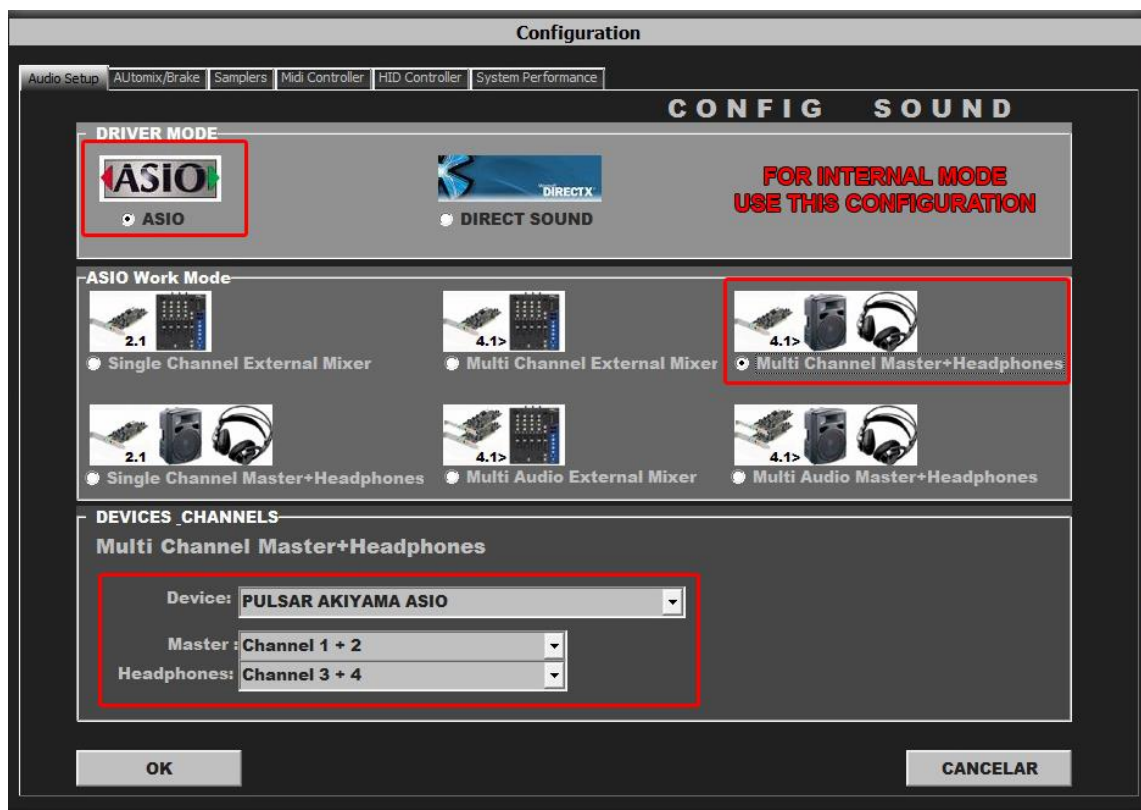 Configuration
Audio Setup AUtomix/Brake Samplers Midi Controller HID Controller System Performance
CONFIG SOUND
DRIVER MODE
ASIO
DIRECTX
FOR INTERNAL MODE
USE THIS CONFIGURATION
ASIO
DIRECT SOUND
ASIO Work Mode
2.1
4.1>
4.1>
Single Channel External Mixer
Multi Channel External Mixer
Multi Channel Master+Headphones
2.1
4.1>
4.1>
Single Channel Master+Headphones
Multi Audio External Mixer
Multi Audio Master+Headphones
DEVICES_CHANNELS
Multi Channel Master+Headphones
Device: PULSAR AKIYAMA ASIO
Master : Channel 1 + 2
Headphones: Channel 3 + 4
OK
CANCELAR